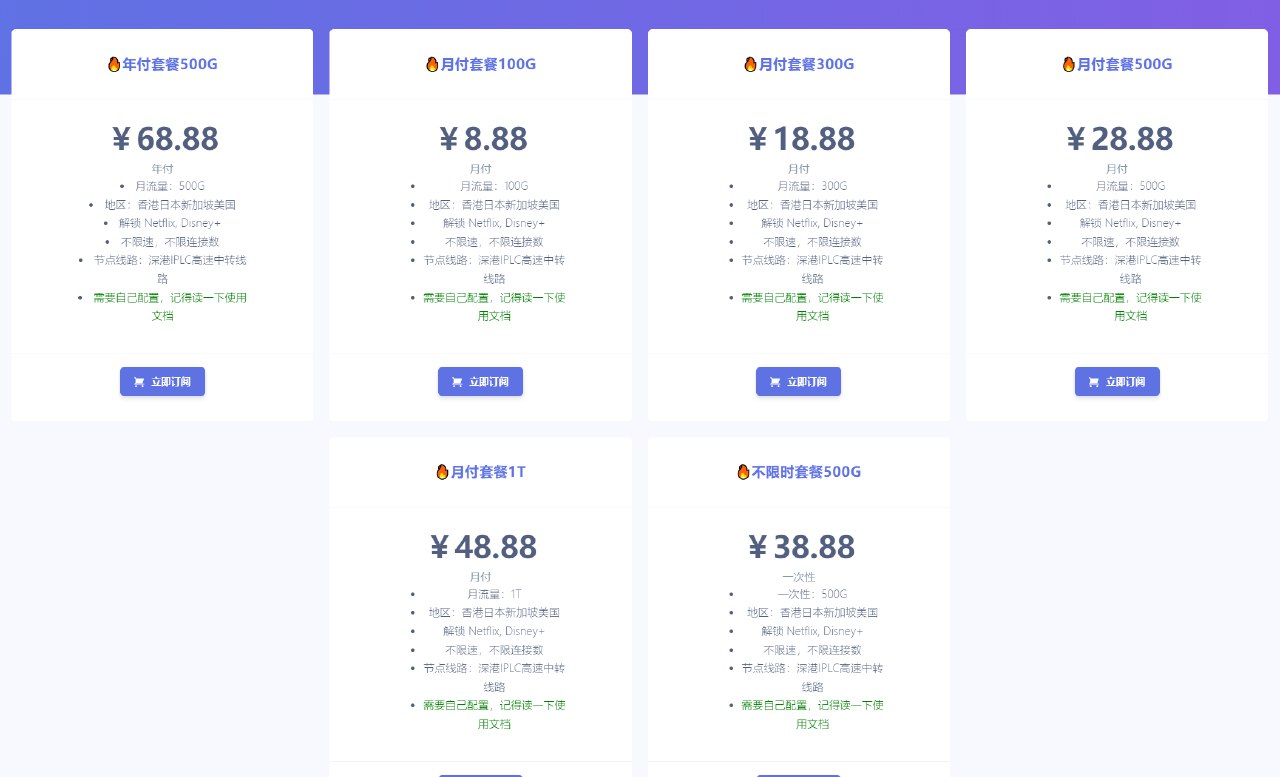 🔥年付套餐500G
¥68.88
年付
• 月流量：500G
• 地区：香港日本新加坡美国
• 解锁 Netflix, Disney+
• 不限速，不限连接数
• 节点线路：深港IPLC高速中转线
路
• 需要自己配置，记得读一下使用
文档
立即订阅
🔥月付套餐100G
¥8.88
月付
• 月流量：100G
• 地区：香港日本新加坡美国
• 解锁 Netflix, Disney+
• 不限速，不限连接数
• 节点线路：深港IPLC高速中转
线路
• 需要自己配置，记得读一下使
用文档
立即订阅
🔥月付套餐300G
¥18.88
月付
• 月流量：300G
• 地区：香港日本新加坡美国
• 解锁 Netflix, Disney+
• 不限速，不限连接数
• 节点线路：深港IPLC高速中转
线路
• 需要自己配置，记得读一下使
用文档
立即订阅
🔥月付套餐500G
¥28.88
月付
• 月流量：500G
• 地区：香港日本新加坡美国
• 解锁 Netflix, Disney+
• 不限速，不限连接数
• 节点线路：深港IPLC高速中转
线路
• 需要自己配置，记得读一下使
用文档
立即订阅
🔥月付套餐1T
¥48.88
月付
• 月流量：1T
• 地区：香港日本新加坡美国
• 解锁 Netflix, Disney+
• 不限速，不限连接数
• 节点线路：深港IPLC高速中转
线路
• 需要自己配置，记得读一下使
用文档
🔥不限时套餐500G
¥38.88
一次性
• 一次性：500G
• 地区：香港日本新加坡美国
• 解锁 Netflix, Disney+
• 不限速，不限连接数
• 节点线路：深港IPLC高速中转
线路
• 需要自己配置，记得读一下使
用文档